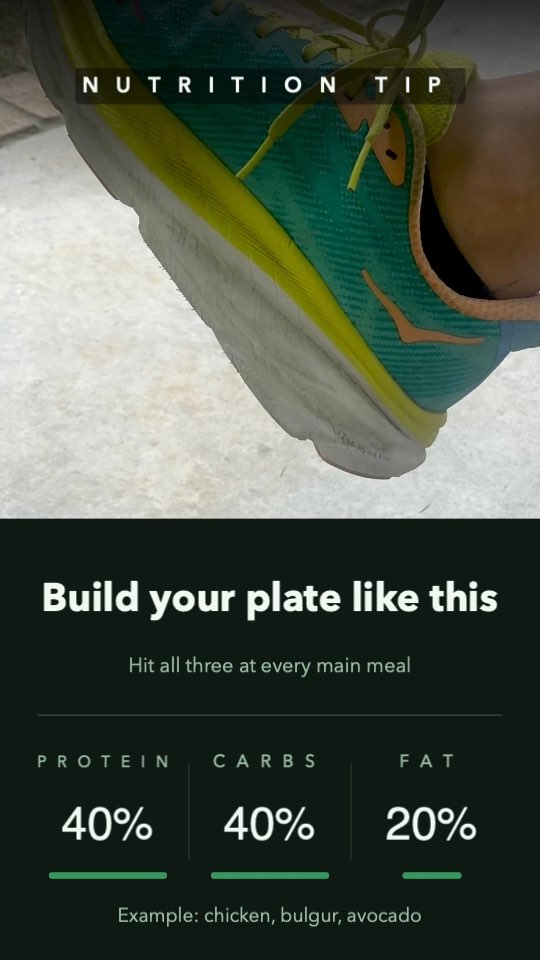 NUTRITION TIP
Build your plate like this
Hit all three at every main meal
PROTEIN CARBS FAT
40% 40% 20%
Example: chicken, bulgur, avocado